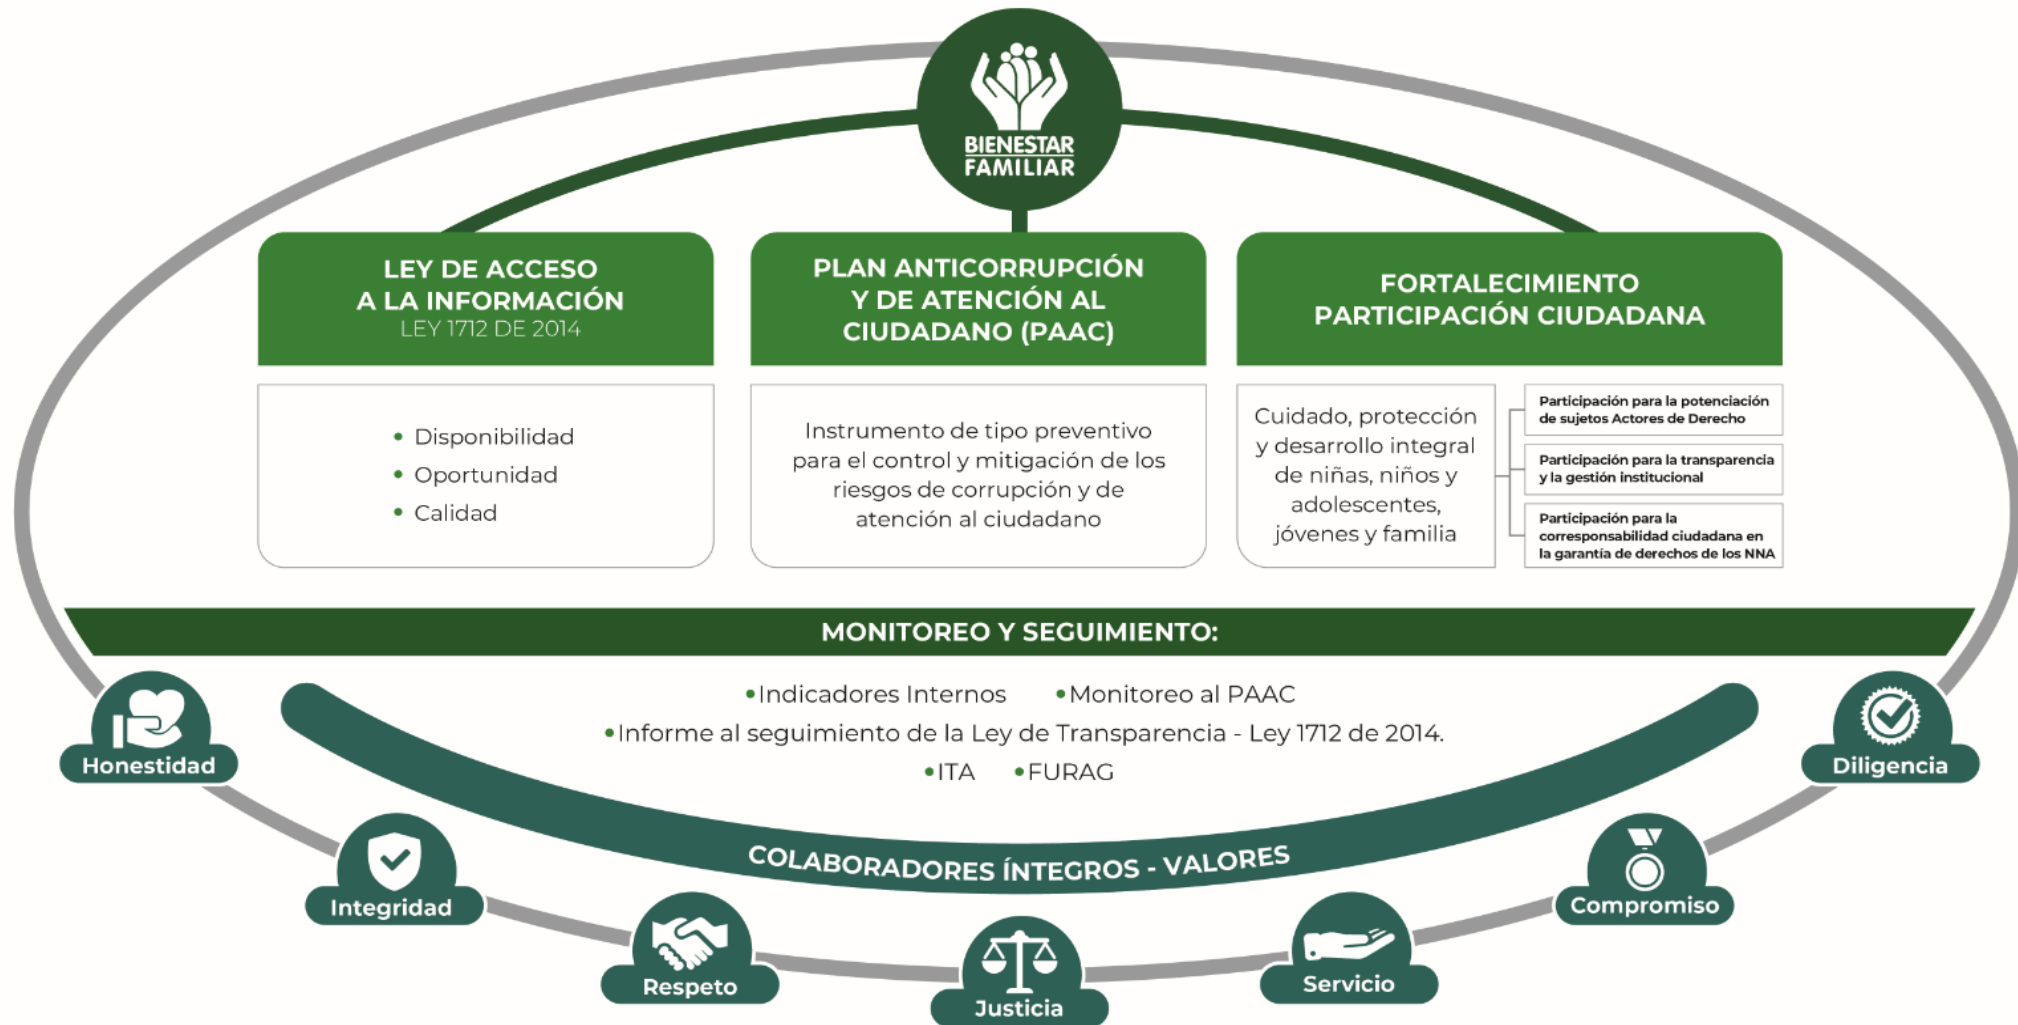 BIENESTAR
FAMILIAR
LEY DE ACCESO
A LA INFORMACIÓN
LEY 1712 DE 2014
• Disponibilidad
• Oportunidad
• Calidad
PLAN ANTICORRUPCIÓN
Y DE ATENCIÓN AL
CIUDADANO (PAAC)
Instrumento de tipo preventivo
para el control y mitigación de los
riesgos de corrupción y de
atención al ciudadano
FORTALECIMIENTO
PARTICIPACIÓN CIUDADANA
Cuidado, protección
y desarrollo integral
de niñas, niños y
adolescentes,
jóvenes y familia
Participación para la potenciación
de sujetos Actores de Derecho
Participación para la transparencia
y la gestión institucional
Participación para la
corresponsabilidad ciudadana en
la garantía de derechos de los NNA
MONITOREO Y SEGUIMIENTO:
•Indicadores Internos •Monitoreo al PAAC
•Informe al seguimiento de la Ley de Transparencia - Ley 1712 de 2014.
•ITA •FURAG
COLABORADORES ÍNTEGROS - VALORES
Honestidad
Integridad
Respeto
Justicia
Servicio
Compromiso
Diligencia